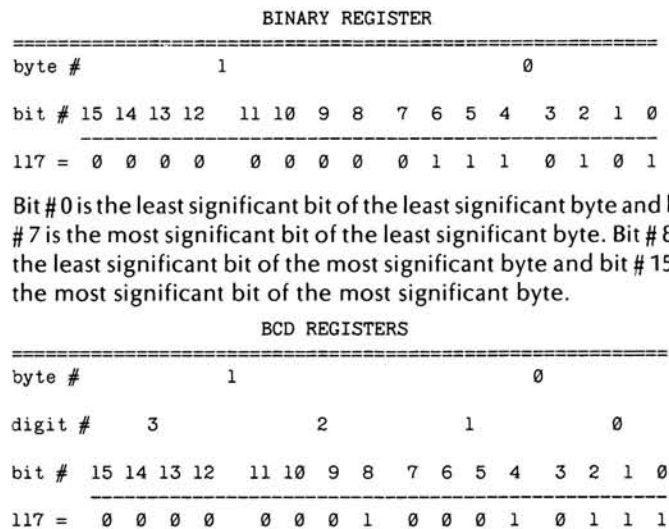 BINARY REGISTER
================================================================
byte # 1 0
bit # 15 14 13 12 11 10 9 8 7 6 5 4 3 2 1 0
----------------------------------------------------------------
117 = 0 0 0 0 0 0 0 0 0 1 1 1 0 1 0 1
Bit # 0 is the least significant bit of the least significant byte and
# 7 is the most significant bit of the least significant byte. Bit # 8
the least significant bit of the most significant byte and bit # 15
the most significant bit of the most significant byte.
BCD REGISTERS
================================================================
byte # 1 0
digit # 3 2 1 0
bit # 15 14 13 12 11 10 9 8 7 6 5 4 3 2 1 0
----------------------------------------------------------------
117 = 0 0 0 0 0 0 0 1 0 0 0 1 0 1 1 1